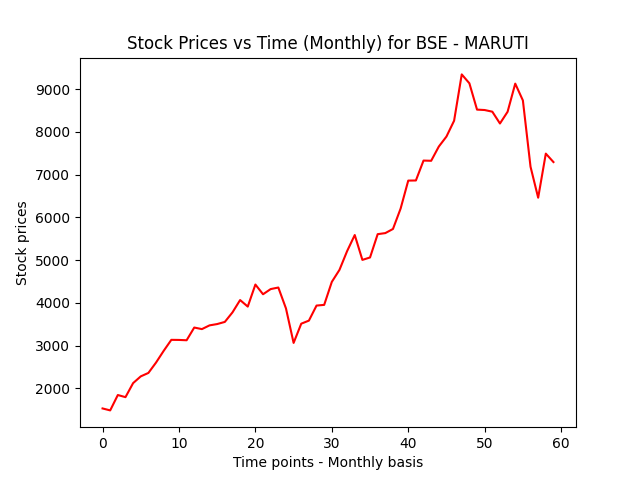 Stock Prices vs Time (Monthly) for BSE - MARUTI
9000
8000
7000
6000
5000
4000
3000
2000
Stock prices
0 10 20 30 40 50 60
Time points - Monthly basis